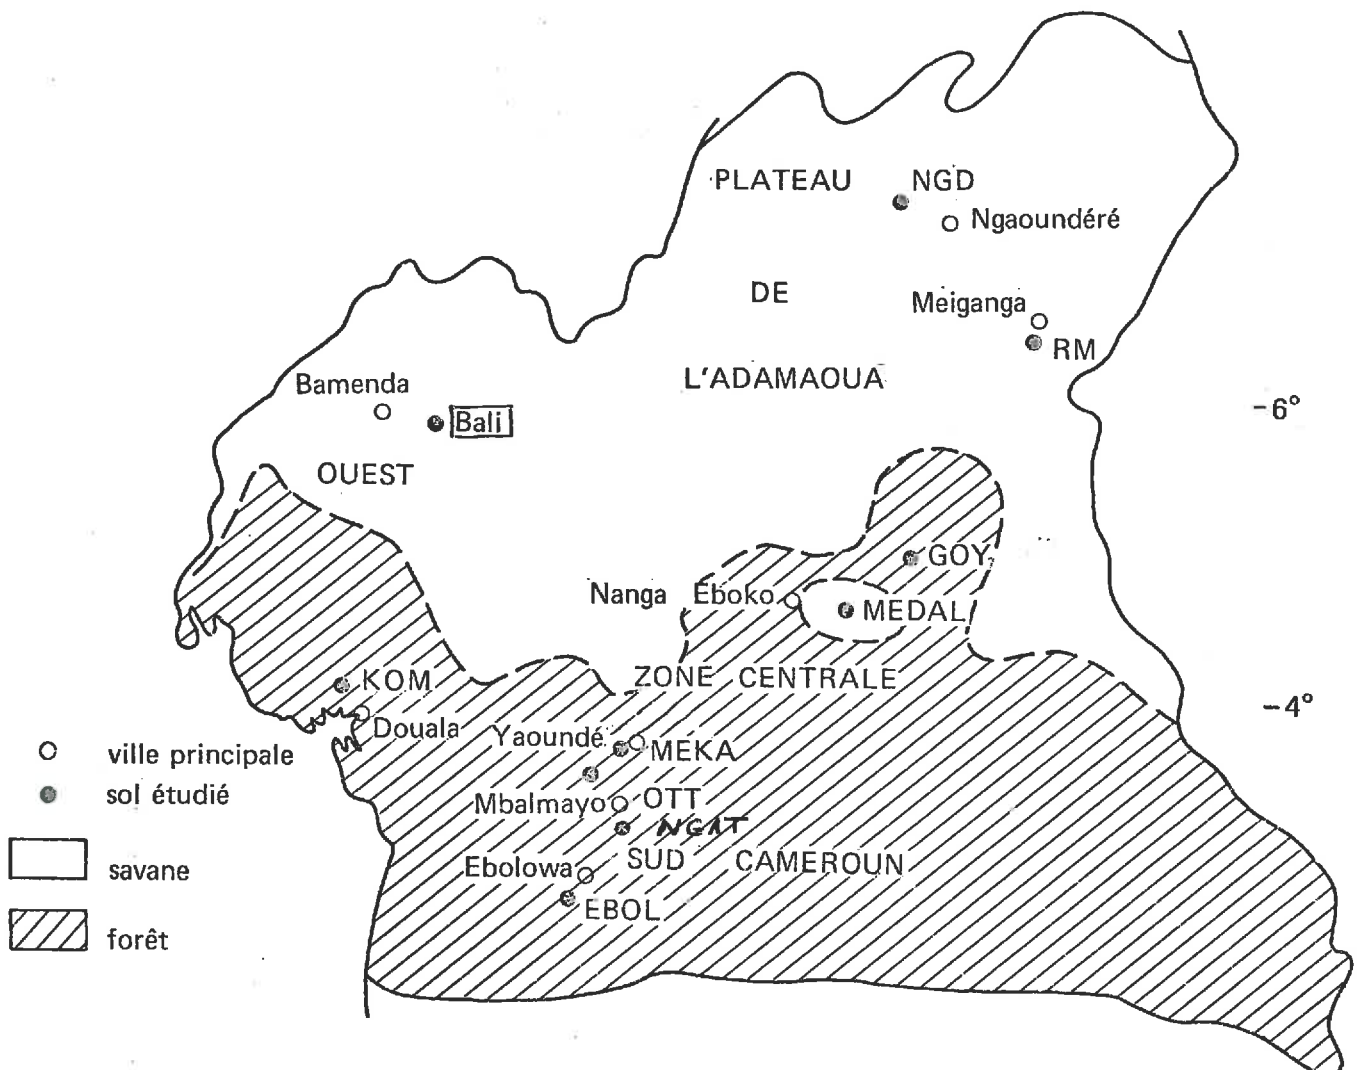 PLATEAU NGD
Ngaoundéré
DE
Meiganga
RM
L'ADAMAOUA
Bamenda
-6°
Bali
OUEST
GOY
Nanga Eboko
MEDAL
KOM
ZONE CENTRALE
-4°
Douala
Yaoundé
MEKA
ville principale
sol étudié
Mbalmayo OTT
NGAT
savane
Ebolowa
SUD CAMEROUN
EBOL
forêt